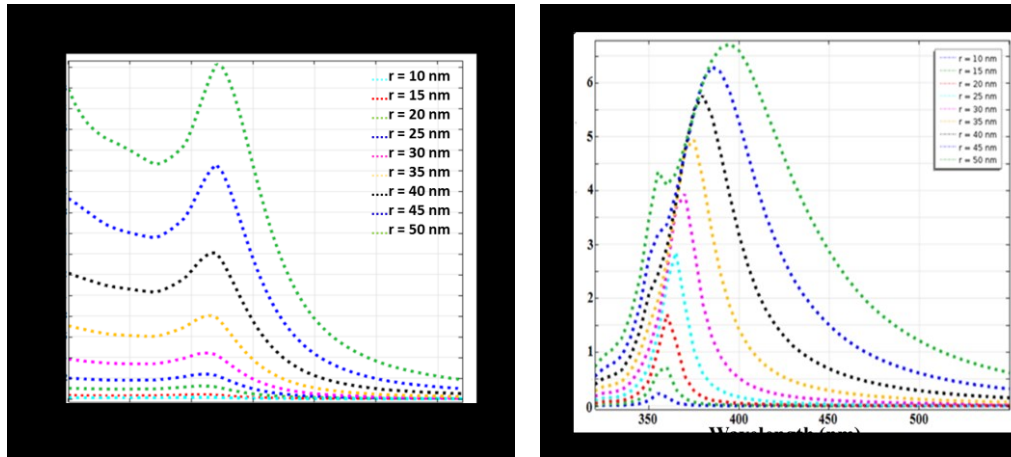 r = 10 nm
r = 15 nm
r = 20 nm
r = 25 nm
r = 30 nm
r = 35 nm
r = 40 nm
r = 45 nm
r = 50 nm
6
5
4
3
2
1
0
350
400
450
500
Wavelength (nm)
r = 10 nm
r = 15 nm
r = 20 nm
r = 25 nm
r = 30 nm
r = 35 nm
r = 40 nm
r = 45 nm
r = 50 nm